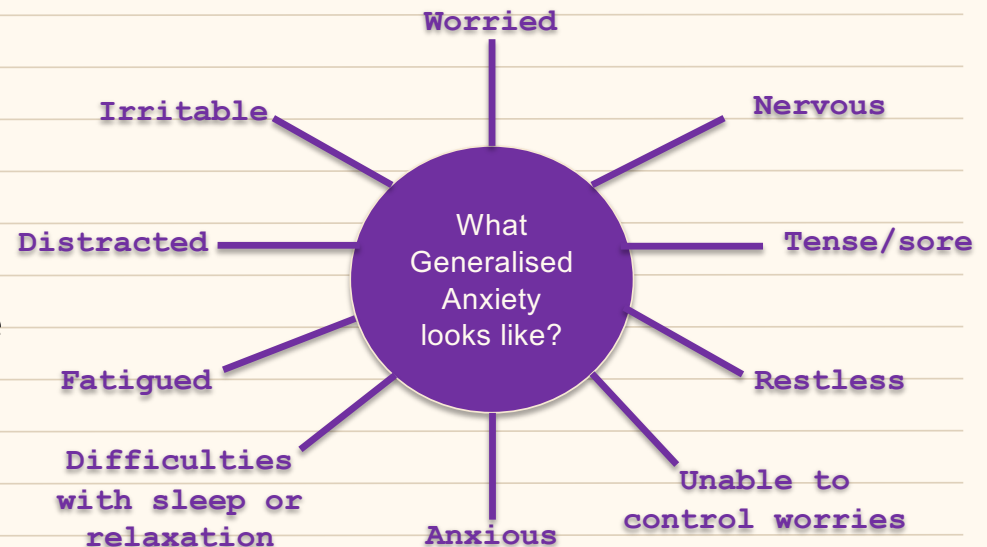 Worried
Irritable
Nervous
What
Generalised
Anxiety
looks like?
Distracted
Tense/sore
Fatigued
Restless
Difficulties
with sleep or
relaxation
Unable to
control worries
Anxious